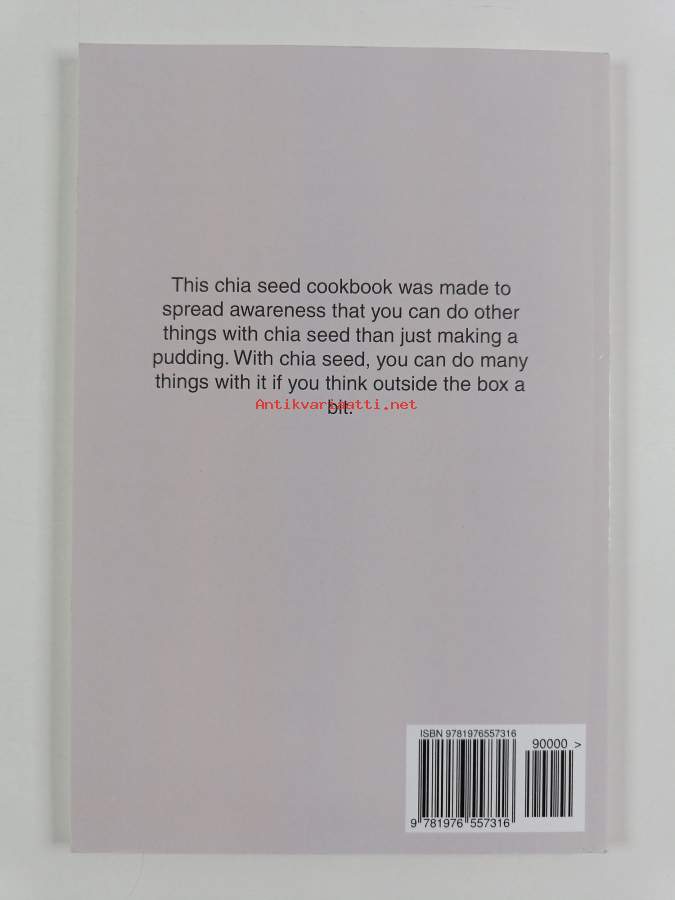 This chia seed cookbook was made to
spread awareness that you can do other
things with chia seed than just making a
pudding. With chia seed, you can do many
things with it if you think outside the box a
bit.
Antikvariaatti.net
ISBN 9781976557316
90000 >
9 781976 557316